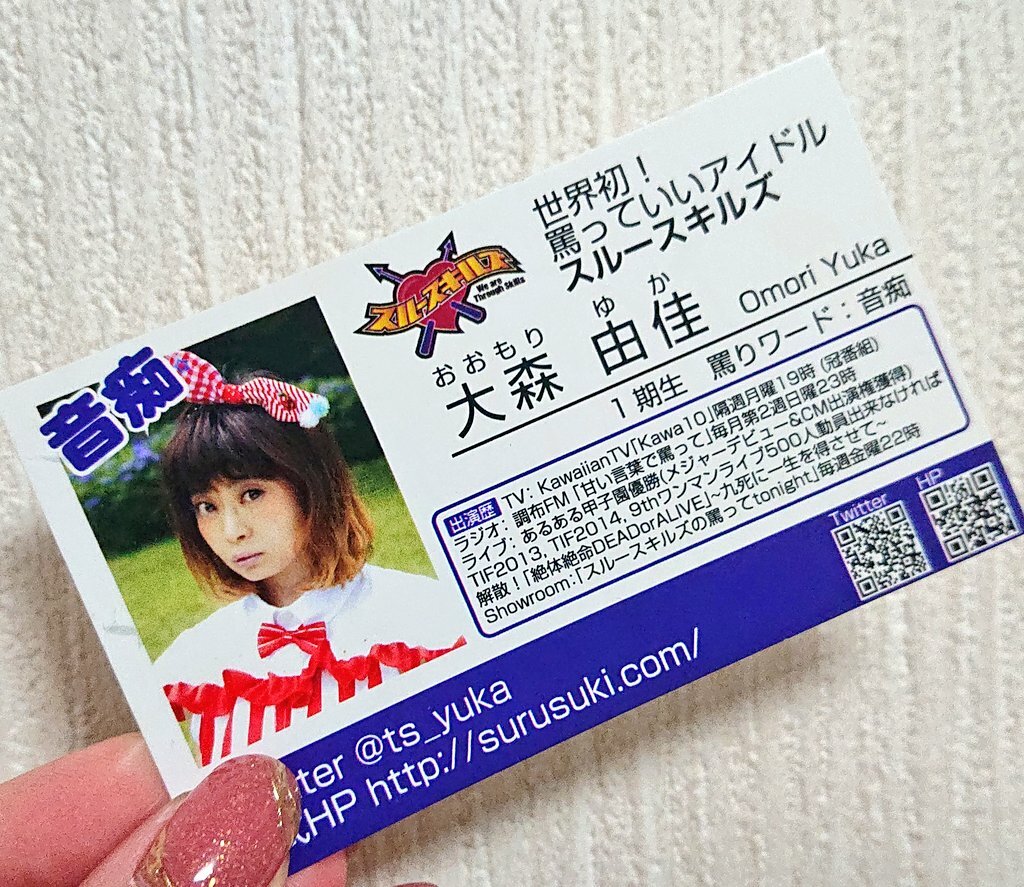 世界初!
罵っていいアイドル
スルースキルズ
スルースキルズ
We are
Through Skills
おおもり ゆか
大森 由佳 Omori Yuka
1期生 罵りワード:音痴
音痴
出演歴 TV: KawaiianTV「Kawa10」隔週月曜19時(冠番組)
ラジオ: 調布FM「甘い言葉で罵って」毎月第2週日曜23時
ライブ: あるある甲子園優勝(メジャーデビュー&CM出演権獲得)
TIF2013, TIF2014, 9thワンマンライブ500人動員出来なければ
解散!「絶体絶命DEADorALIVE!~九死に一生を得させて~
Showroom:「スルースキルズの罵ってtonight」毎週金曜22時
Twitter HP
ter @ts_yuka
HP http://surusuki.com/